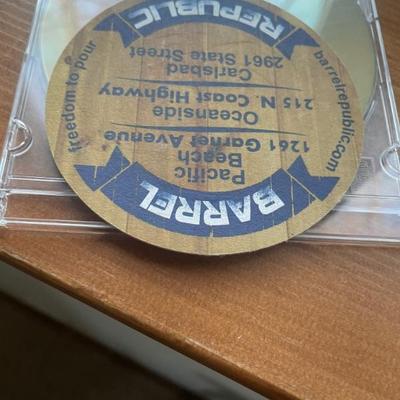 BARREL
Pacific
Beach
1261 Garnet Avenue
Oceanside
215 N. Coast Highway
Carlsbad
2961 State Street
REPUBLIC
freedom to pour
barrelrepublic.com